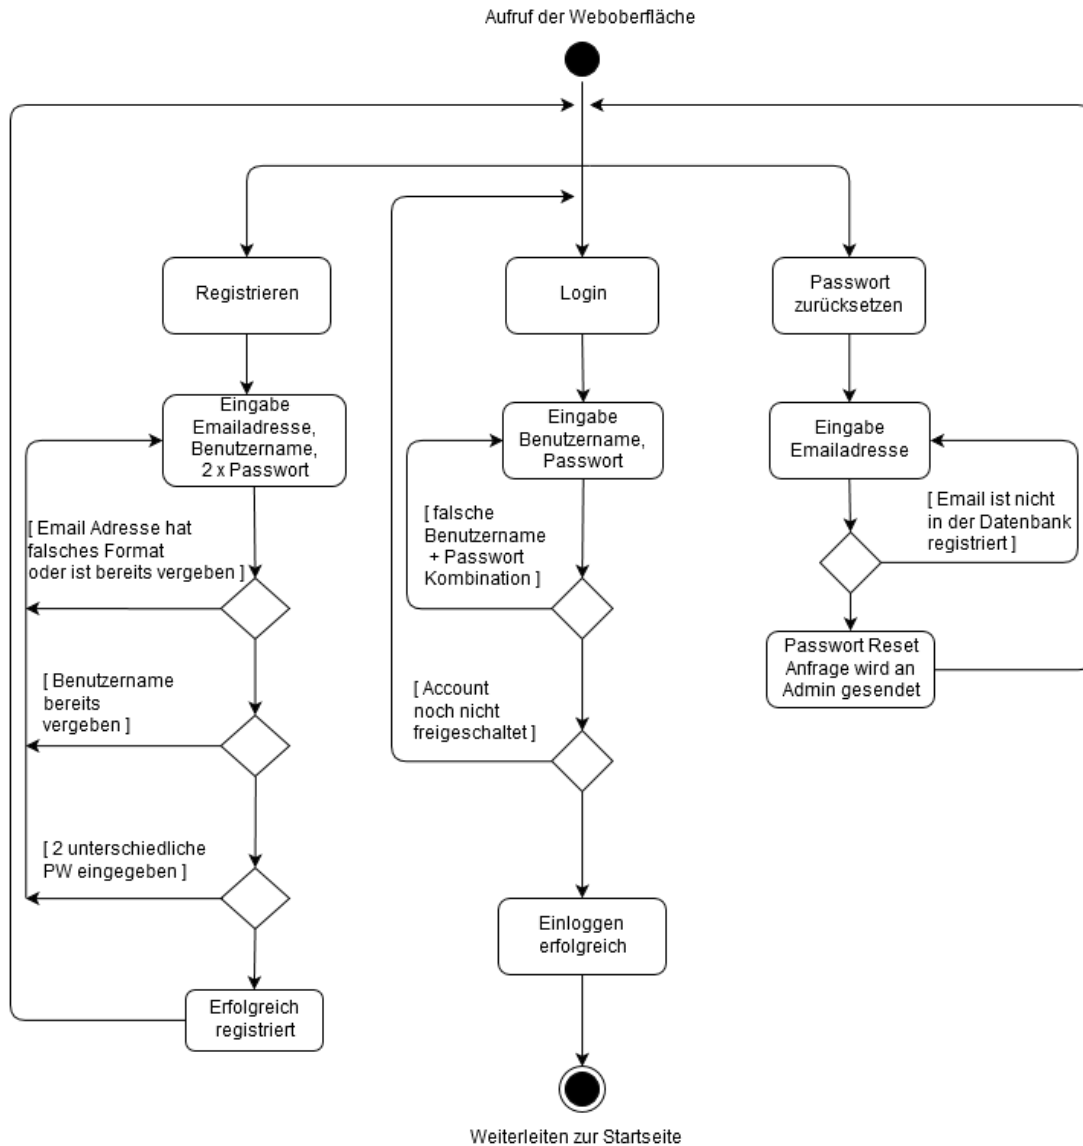 Aufruf der Weboberfläche
Registrieren
Login
Passwort
zurücksetzen
Eingabe
Emailadresse,
Benutzername,
2 x Passwort
Eingabe
Benutzername,
Passwort
Eingabe
Emailadresse
[ Email Adresse hat
falsches Format
oder ist bereits vergeben ]
[ falsche
Benutzername
+ Passwort
Kombination ]
[ Email ist nicht
in der Datenbank
registriert ]
Passwort Reset
Anfrage wird an
Admin gesendet
[ Benutzername
bereits
vergeben ]
[ Account
noch nicht
freigeschaltet ]
[ 2 unterschiedliche
PW eingegeben ]
Einloggen
erfolgreich
Erfolgreich
registriert
Weiterleiten zur Startseite